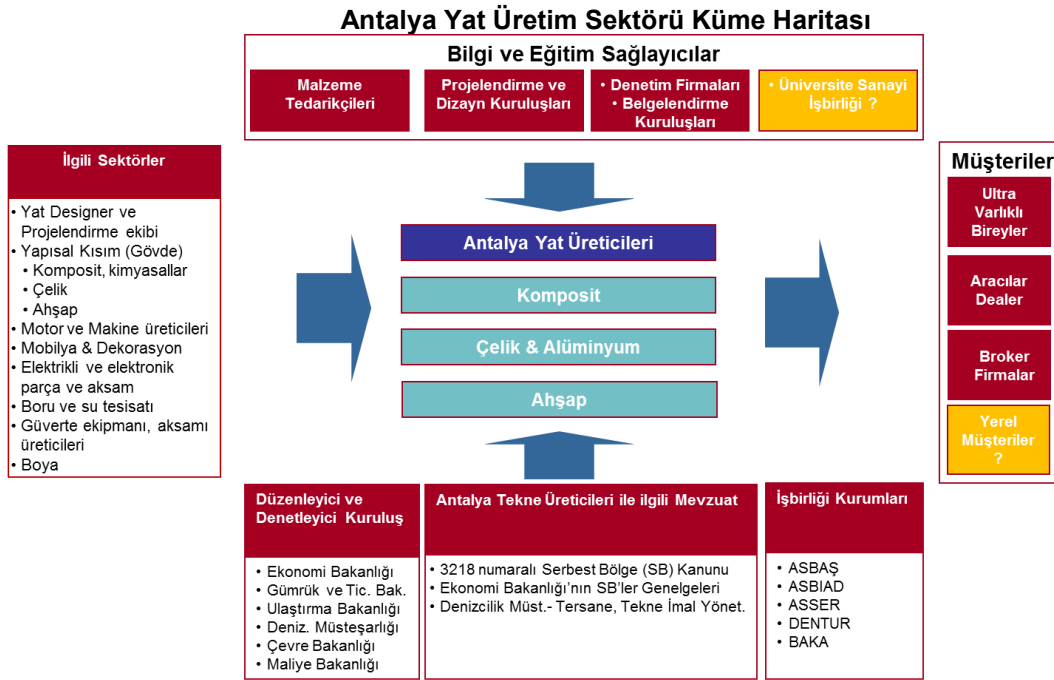 Antalya Yat Üretim Sektörü Küme Haritası
Bilgi ve Eğitim Sağlayıcılar
Malzeme
Tedarikçileri
Projelendirme ve
Dizayn Kuruluşları
• Denetim Firmaları
• Belgelendirme
Kuruluşları
• Üniversite Sanayi
İşbirliği ?
İlgili Sektörler
• Yat Designer ve
Projelendirme ekibi
• Yapısal Kısım (Gövde)
• Komposit, kimyasallar
• Çelik
• Ahşap
• Motor ve Makine üreticileri
• Mobilya & Dekorasyon
• Elektrikli ve elektronik
parça ve aksam
• Boru ve su tesisatı
• Güverte ekipmanı, aksamı
üreticileri
• Boya
Antalya Yat Üreticileri
Komposit
Çelik & Alüminyum
Ahşap
Müşteriler
Ultra
Varlıklı
Bireyler
Aracılar
Dealer
Broker
Firmalar
Yerel
Müşteriler
?
Düzenleyici ve
Denetleyici Kuruluş
• Ekonomi Bakanlığı
• Gümrük ve Tic. Bak.
• Ulaştırma Bakanlığı
• Deniz. Müsteşarlığı
• Çevre Bakanlığı
• Maliye Bakanlığı
Antalya Tekne Üreticileri ile ilgili Mevzuat
• 3218 numaralı Serbest Bölge (SB) Kanunu
• Ekonomi Bakanlığı’nın SB’ler Genelgeleri
• Denizcilik Müst.- Tersane, Tekne İmal Yönet.
İşbirliği Kurumları
• ASBAŞ
• ASBIAD
• ASSER
• DENTUR
• BAKA